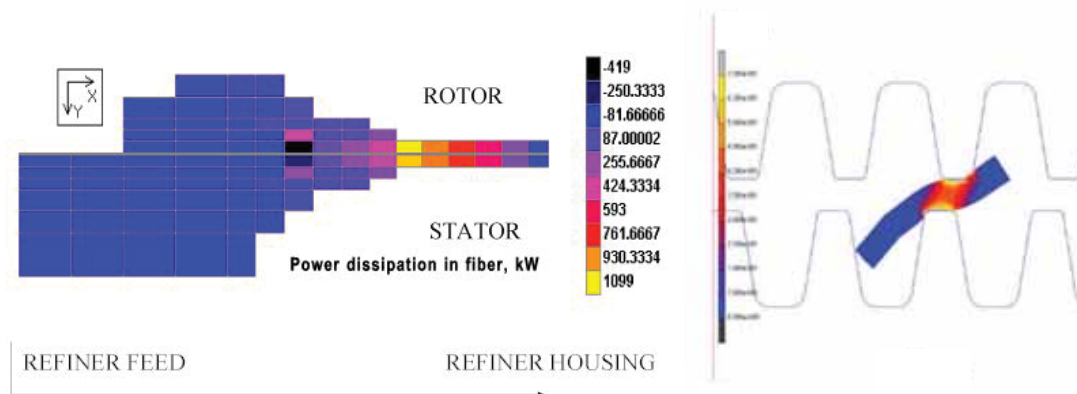 X
Y
ROTOR
STATOR
Power dissipation in fiber, kW
-419
-250.3333
-81.66666
87.00002
255.6667
424.3334
593
761.6667
930.3334
1099
REFINER FEED
REFINER HOUSING